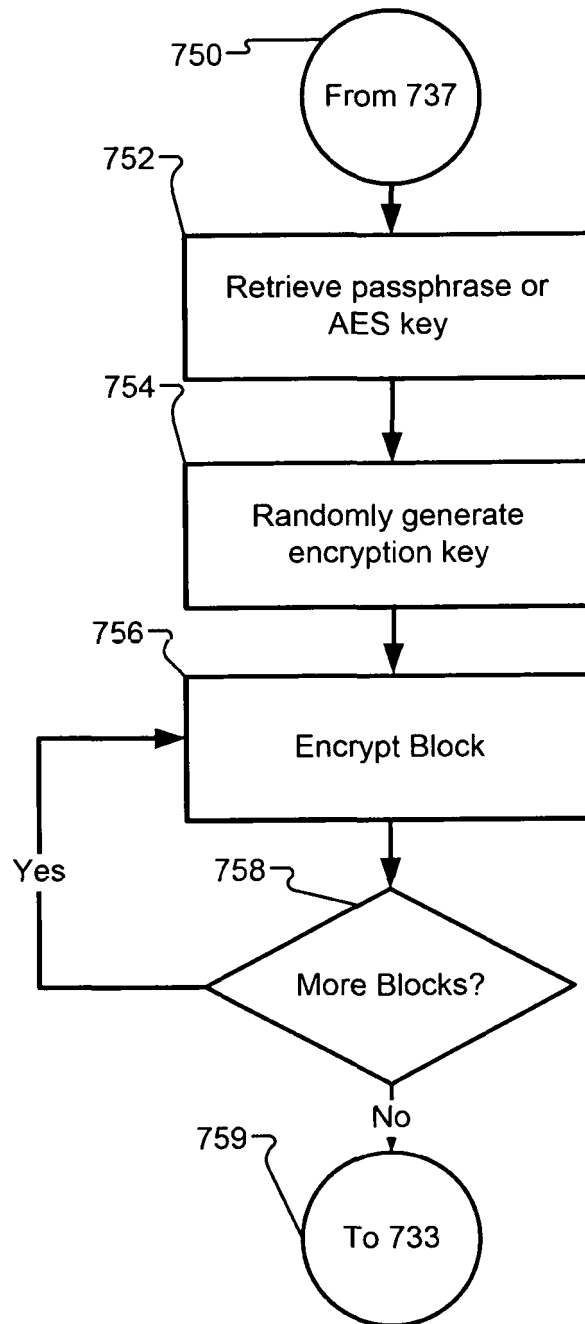 750
From 737
752
Retrieve passphrase or
AES key
754
Randomly generate
encryption key
756
Encrypt Block
Yes
758
More Blocks?
No
759
To 733